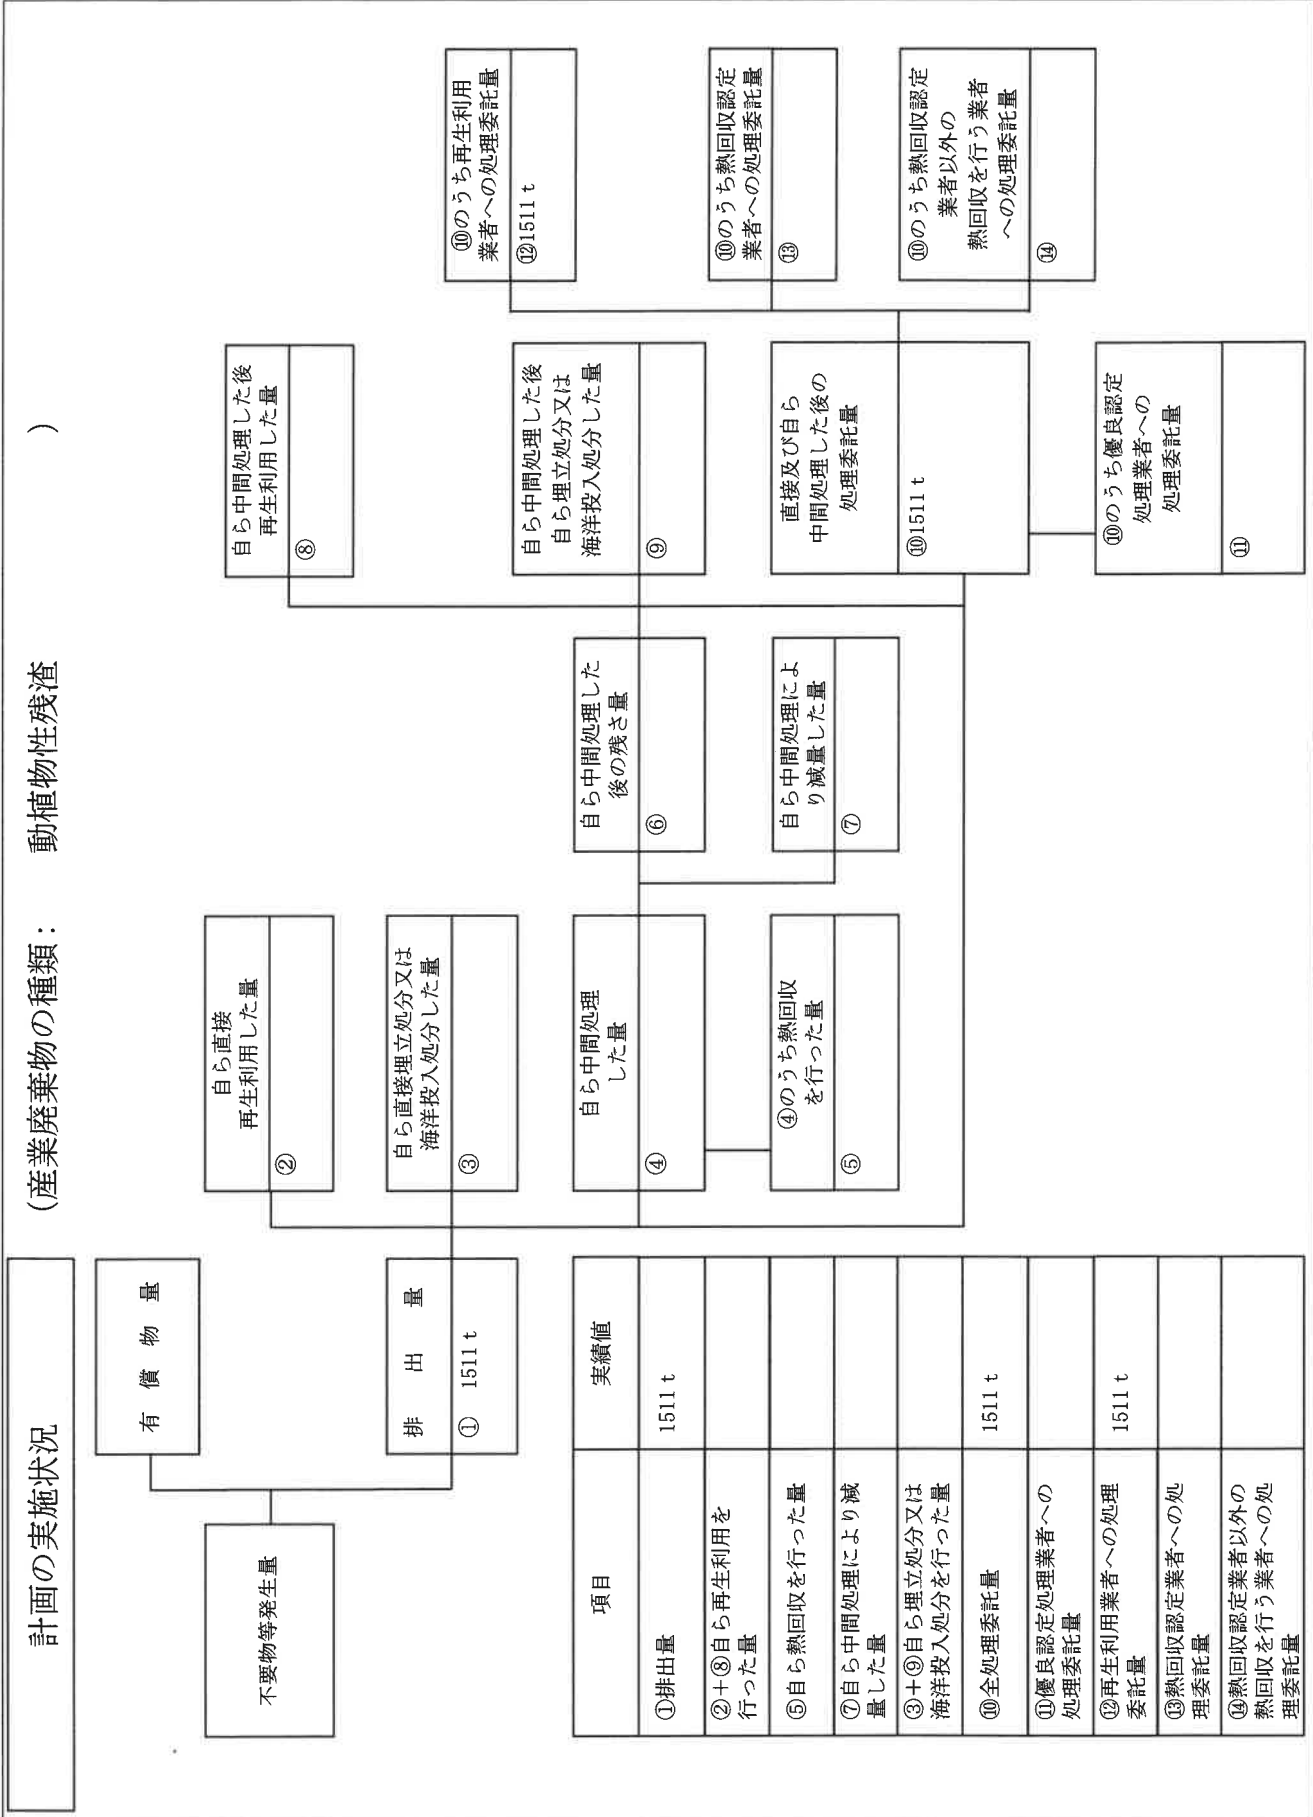 計画の実施状況
（産業廃棄物の種類： 動植物性残渣 ）
不要物等発生量
有 償 物 量
排 出 量
① 1511 t
自ら直接
再生利用した量
②
自ら直接埋立処分又は
海洋投入処分した量
③
自ら中間処理
した量
④
④のうち熱回収
を行った量
⑤
自ら中間処理した
後の残さ量
⑥
自ら中間処理によ
り減量した量
⑦
自ら中間処理した後
再生利用した量
⑧
自ら中間処理した後
自ら埋立処分又は
海洋投入処分した量
⑨
直接及び自ら
中間処理した後の
処理委託量
⑩1511 t
⑩のうち優良認定
処理業者への
処理委託量
⑪
⑩のうち再生利用
業者への処理委託量
⑫1511 t
⑩のうち熱回収認定
業者への処理委託量
⑬
⑩のうち熱回収認定
業者以外の
熱回収を行う業者
への処理委託量
⑭
項目 実績値
①排出量 1511 t
②＋⑧自ら再生利用を
行った量
⑤自ら熱回収を行った量
⑦自ら中間処理により減
量した量
③＋⑨自ら埋立処分又は
海洋投入処分を行った量
⑩全処理委託量 1511 t
⑪優良認定処理業者への
処理委託量
⑫再生利用業者への処理
委託量 1511 t
⑬熱回収認定業者への処
理委託量
⑭熱回収認定業者以外の
熱回収を行う業者への処
理委託量